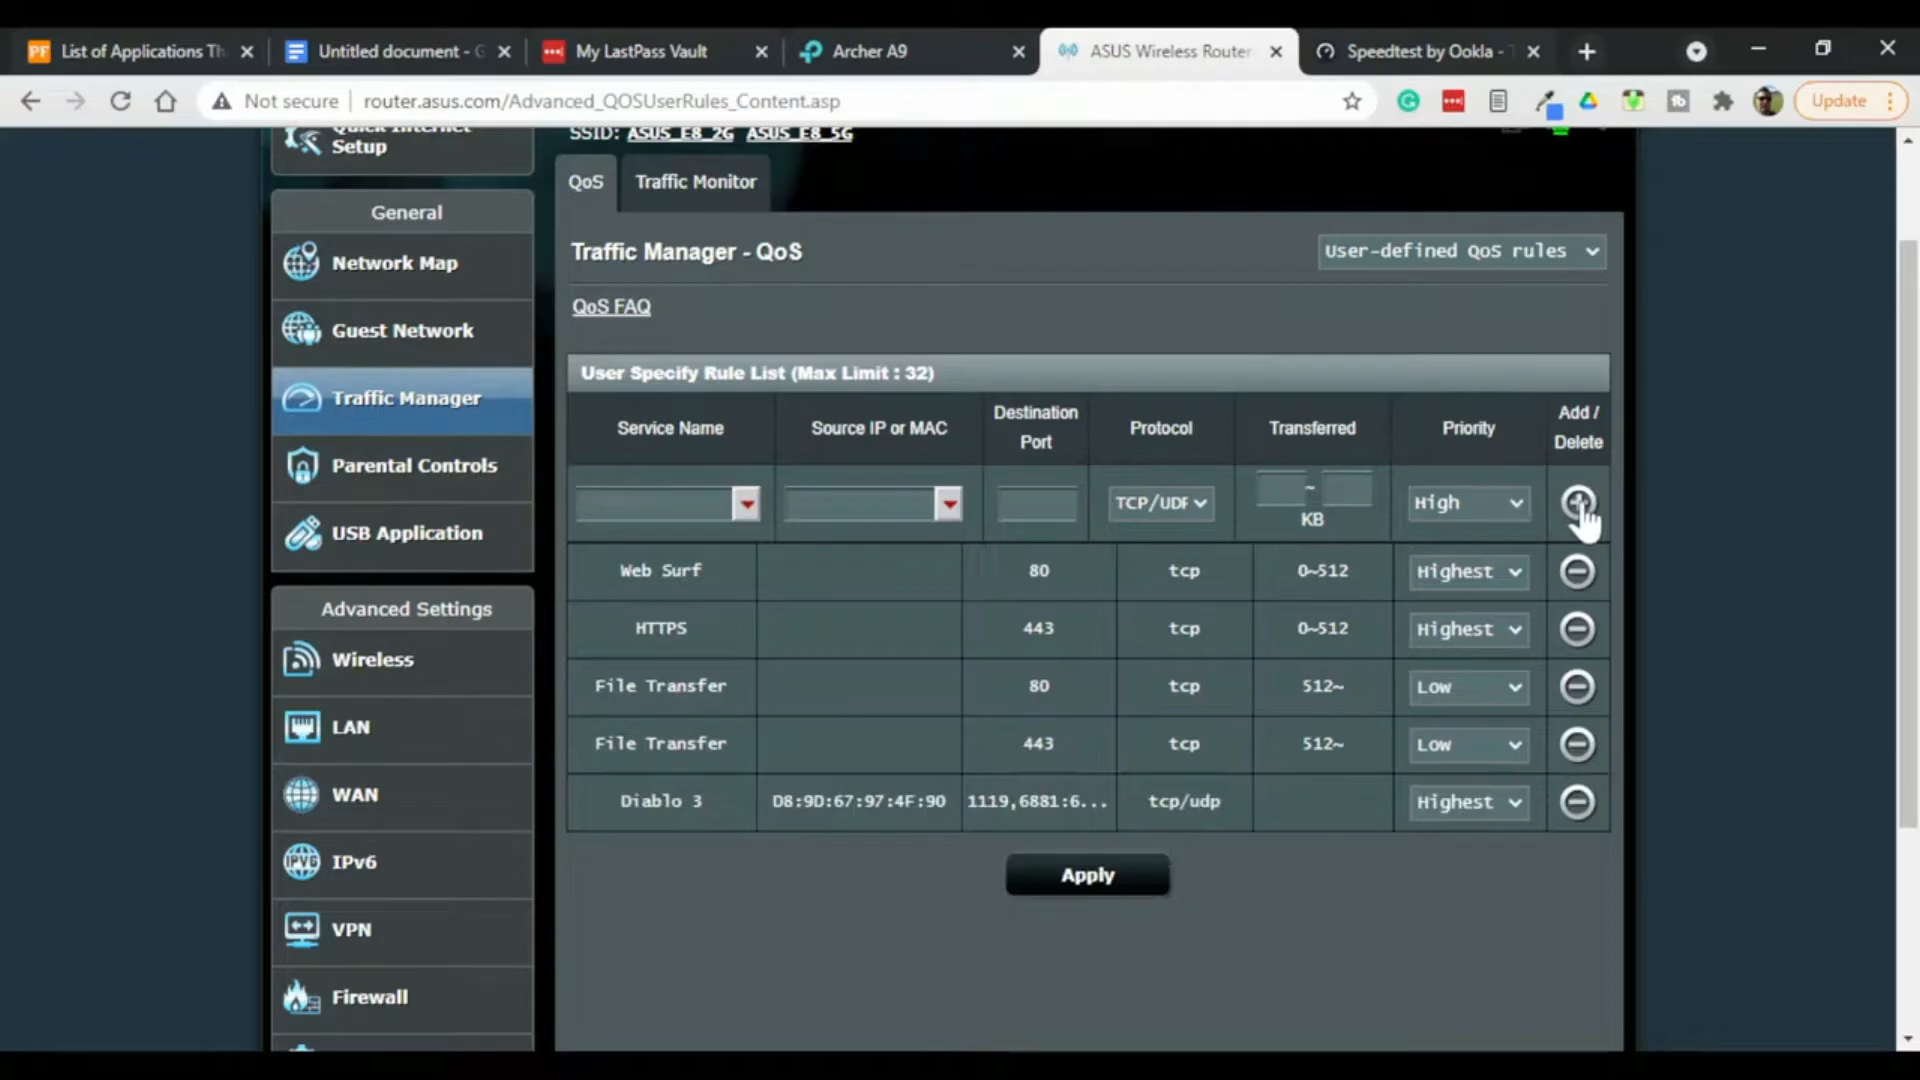 List of Applications Th
Untitled document - G
My LastPass Vault
Archer A9
ASUS Wireless Router
Speedtest by Ookla - T
Not secure
router.asus.com/Advanced_QOSUserRules_Content.asp
Update
Quick Internet
Setup
SSID: ASUS_E8_2G ASUS_E8_5G
QoS
Traffic Monitor
General
Network Map
Guest Network
Traffic Manager
Parental Controls
USB Application
Advanced Settings
Wireless
LAN
WAN
IPv6
VPN
Firewall
Traffic Manager - QoS
User-defined QoS rules
QoS FAQ
User Specify Rule List (Max Limit : 32)
Service Name Source IP or MAC Destination Port Protocol Transferred Priority Add / Delete
TCP/UDP ~ KB High
Web Surf 80 tcp 0~512 Highest
HTTPS 443 tcp 0~512 Highest
File Transfer 80 tcp 512~ Low
File Transfer 443 tcp 512~ Low
Diablo 3 D8:9D:67:97:4F:90 1119,6881:6... tcp/udp Highest
Apply